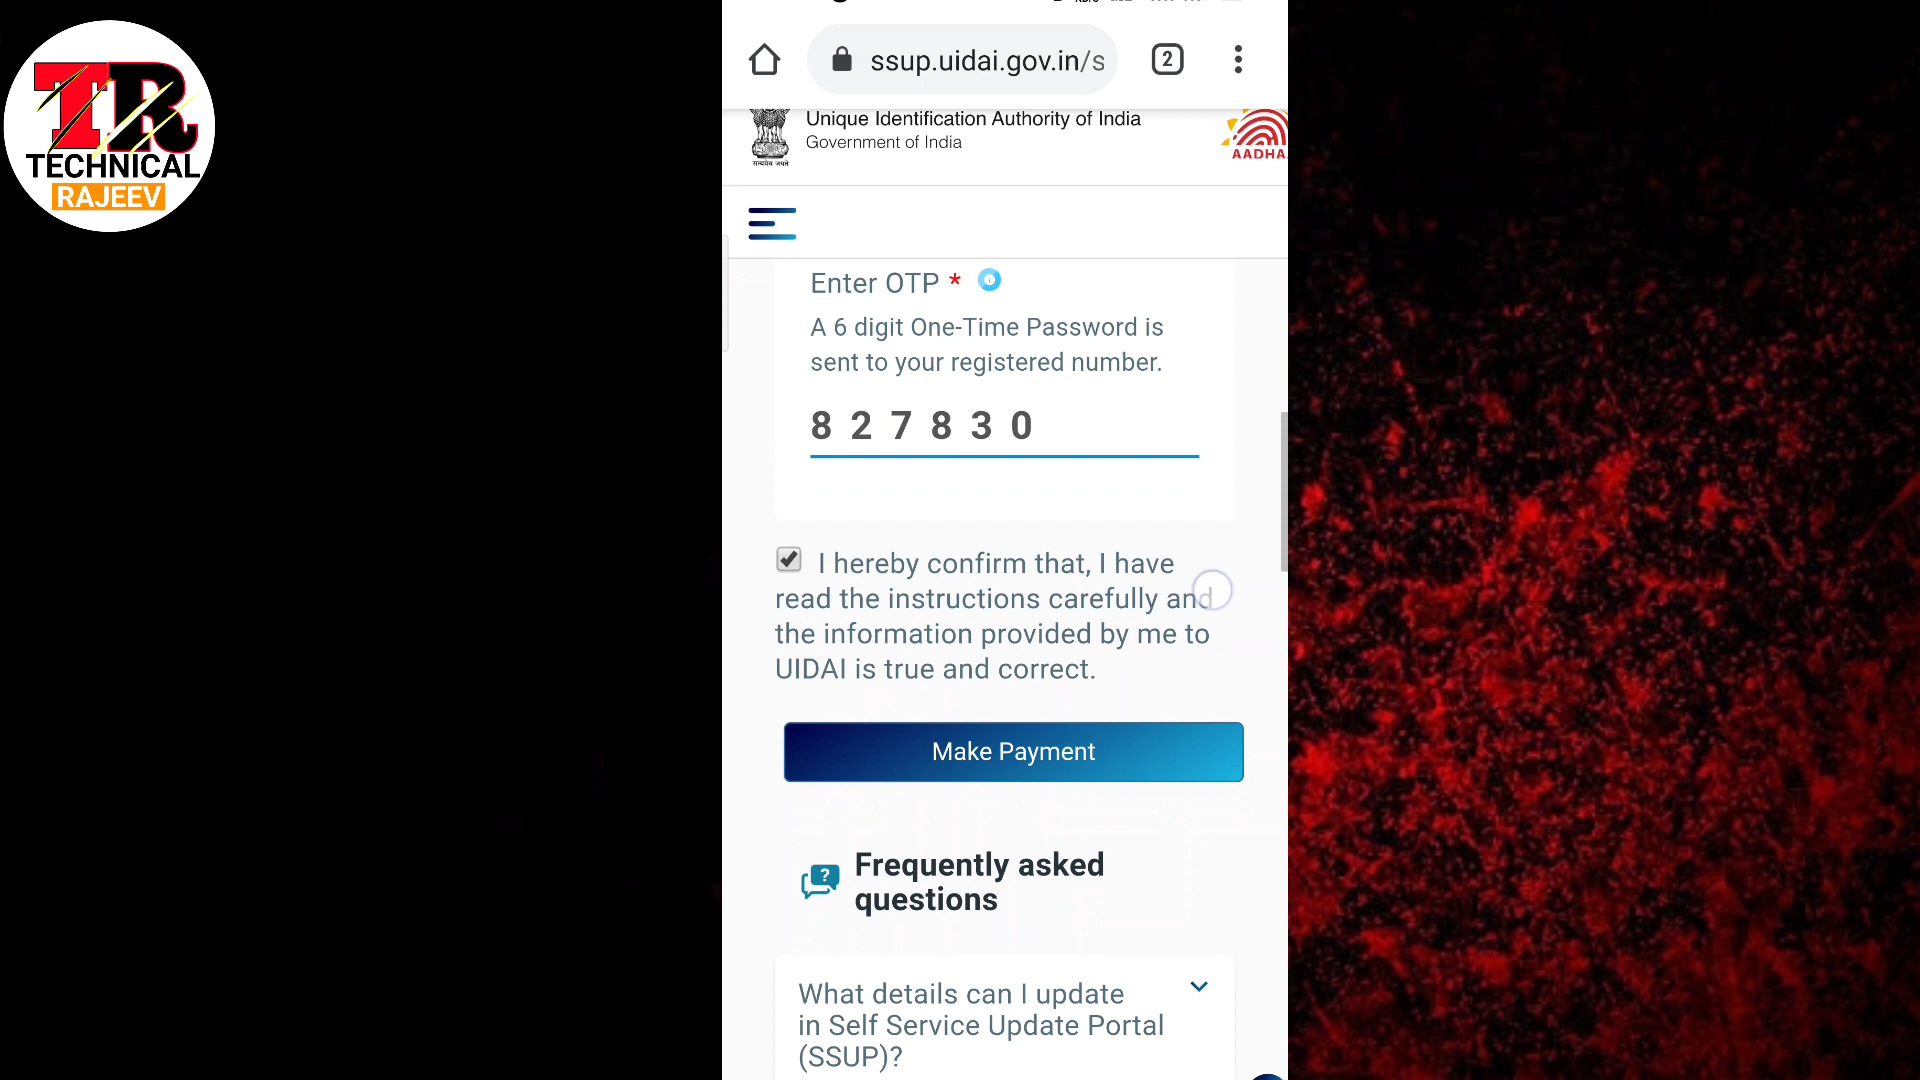 TR
TECHNICAL
RAJEEV
ssup.uidai.gov.in/s
2
Unique Identification Authority of India
Government of India
सत्यमेव जयते
AADHA
Enter OTP *
A 6 digit One-Time Password is
sent to your registered number.
8 2 7 8 3 0
I hereby confirm that, I have
read the instructions carefully and
the information provided by me to
UIDAI is true and correct.
Make Payment
Frequently asked
questions
What details can I update
in Self Service Update Portal
(SSUP)?